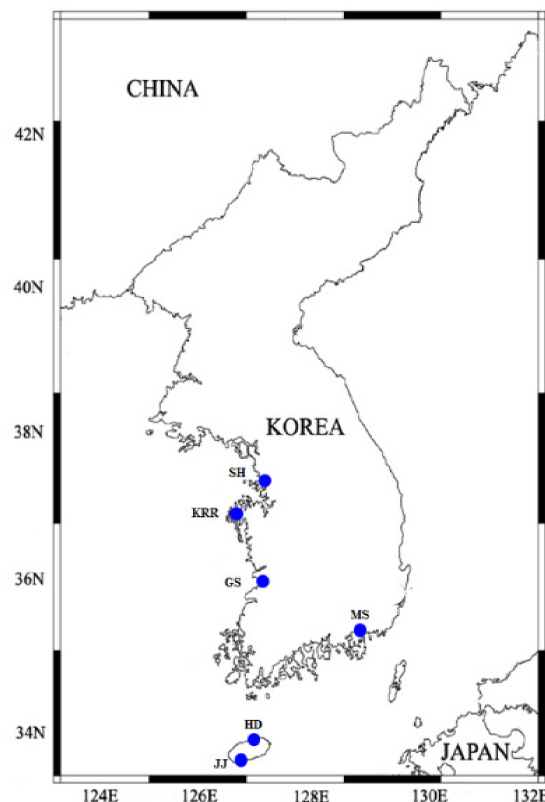 CHINA
42N
40N
38N
KOREA
SH
KRR
36N
GS
MS
34N
HD
JJ
JAPAN
124E 126E 128E 130E 132E